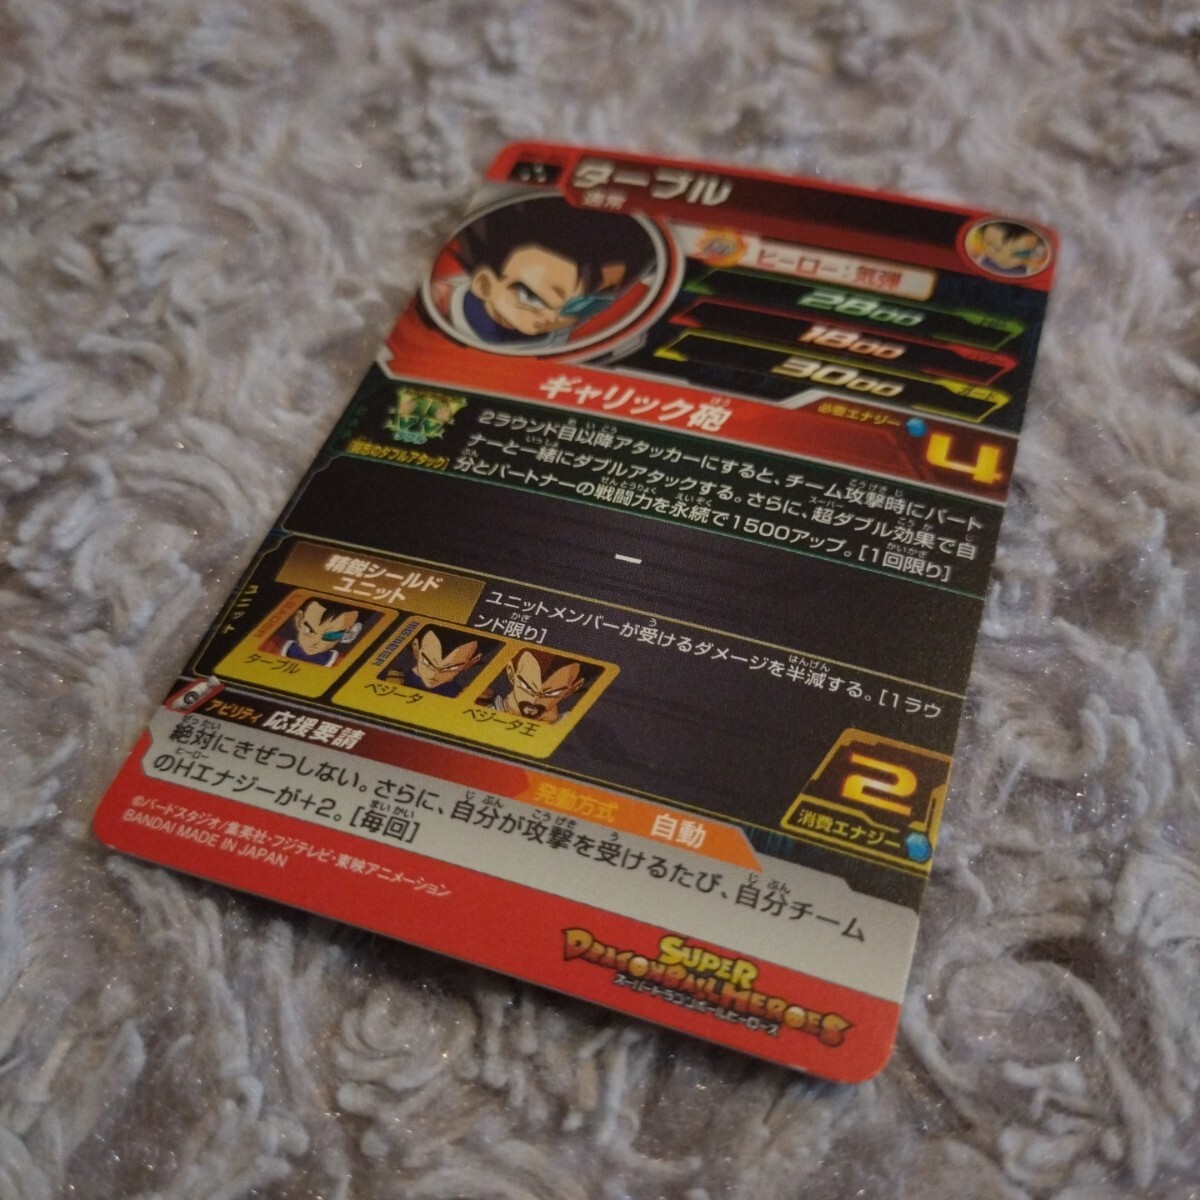 ターブル
通常
ヒーロー:気弾
2800
1800
3000
ギャリック砲
必要エナジー
4
2ラウンド目以降アタッカーにすると、チーム攻撃時にパート
ナーと一緒にダブルアタックする。さらに、超ダブル効果で自
分とパートナーの戦闘力を永続で1500アップ。[1回限り]
ー
ユニット
精鋭シールド
ユニット
ユニットメンバーが受けるダメージを半減する。[1ラウ
ンド限り]
ターブル
MEMBER
ベジータ
ベジータ王
2
消費エナジー
アビリティ
応援要請
発動方式
自動
絶対にきぜつしない。さらに、自分が攻撃を受けるたび、自分チーム
のHエナジーが+2。[毎回]
©バードスタジオ/集英社・フジテレビ・東映アニメーション
BANDAI MADE IN JAPAN
SUPER
DRAGONBALL HEROES
スーパードラゴンボールヒーローズ